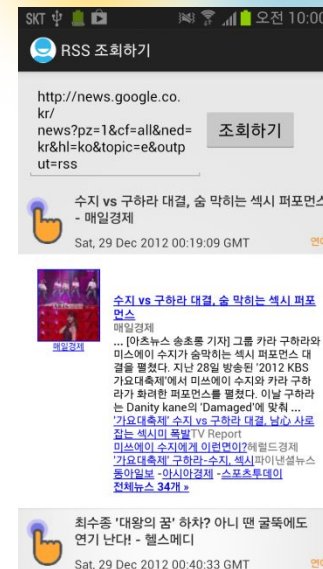 SKT 오전 10:00
RSS 조회하기
http://news.google.co.
kr/
news?pz=1&cf=all&ned=
kr&hl=ko&topic=e&outp
ut=rss
조회하기
수지 vs 구하라 대결, 숨 막히는 섹시 퍼포먼스
- 매일경제
Sat, 29 Dec 2012 00:19:09 GMT
수지 vs 구하라 대결, 숨 막히는 섹시 퍼포
먼스
매일경제
매일경제
... [아츠뉴스 송초롱 기자] 그룹 카라 구하라와
미스에이 수지가 숨막히는 섹시 퍼포먼스 대
결을 펼쳤다. 지난 28일 방송된 '2012 KBS
가요대축제'에서 미쓰에이 수지와 카라 구하
라가 화려한 퍼포먼스를 펼쳤다. 이날 구하라
는 Danity kane의 'Damaged'에 맞춰 ...
'가요대축제' 수지 vs 구하라 대결, 남心 사로
잡는 섹시미 폭발TV Report
미쓰에이 수지에게 이런면이?헤럴드경제
'가요대축제' 구하라-수지, 섹시파이낸셜뉴스
동아일보 -아시아경제 -스포츠투데이
전체뉴스 34개 »
최수종 '대왕의 꿈' 하차? 아니 땐 굴뚝에도
연기 난다! - 헬스메디
Sat, 29 Dec 2012 00:40:33 GMT